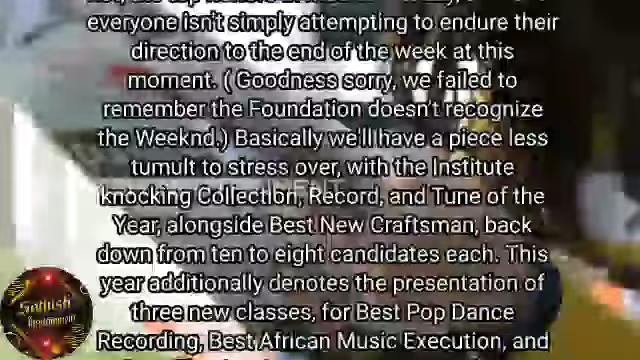 everyone isn't simply attempting to endure their
direction to the end of the week at this
moment. ( Goodness sorry, we failed to
remember the Foundation doesn't recognize
the Weeknd.) Basically we'll have a piece less
tumult to stress over, with the Institute
knocking Collection, Record, and Tune of the
Year, alongside Best New Craftsman, back
down from ten to eight candidates each. This
year additionally denotes the presentation of
three new classes, for Best Pop Dance
Recording, Best African Music Execution, and